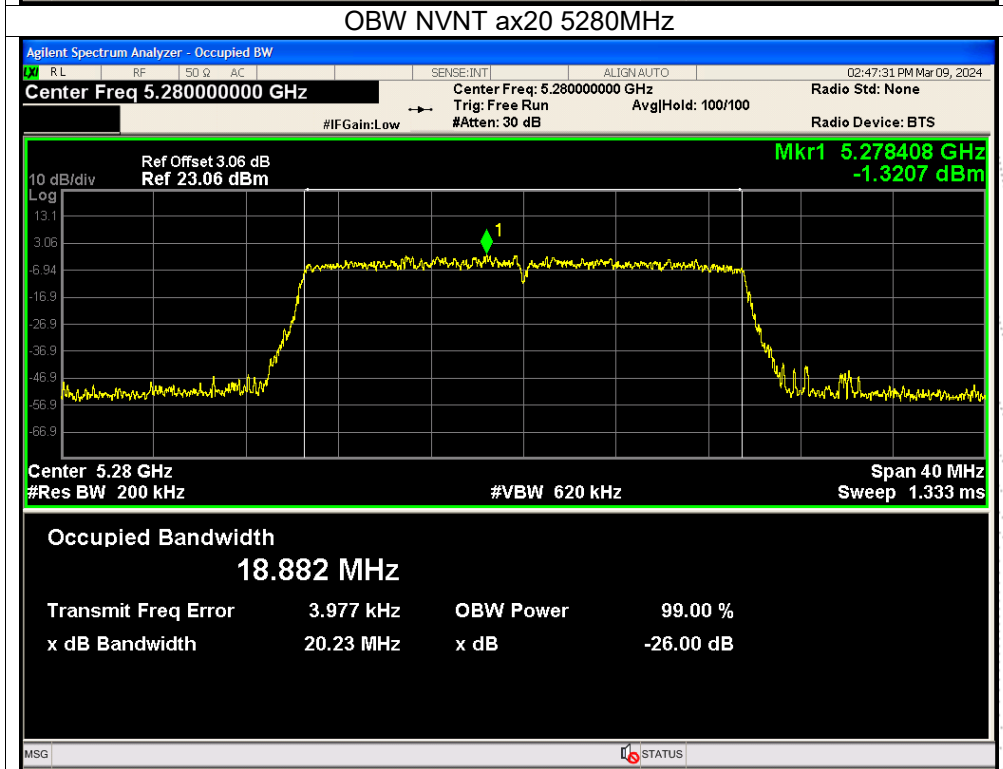 OBW NVNT ax20 5280MHz
Agilent Spectrum Analyzer - Occupied BW
LXI RL RF 50 Ω AC SENSE:INT ALIGN AUTO 02:47:31 PM Mar 09, 2024
Center Freq 5.280000000 GHz Center Freq: 5.280000000 GHz Radio Std: None
Trig: Free Run Avg|Hold: 100/100
#IFGain:Low #Atten: 30 dB Radio Device: BTS
Mkr1 5.278408 GHz
-1.3207 dBm
Ref Offset 3.06 dB
10 dB/div Ref 23.06 dBm
Log
13.1
1
3.06
-6.94
-16.9
-26.9
-36.9
-46.9
-56.9
-66.9
Center 5.28 GHz Span 40 MHz
#Res BW 200 kHz #VBW 620 kHz Sweep 1.333 ms
Occupied Bandwidth
18.882 MHz
Transmit Freq Error 3.977 kHz OBW Power 99.00 %
x dB Bandwidth 20.23 MHz x dB -26.00 dB
MSG STATUS